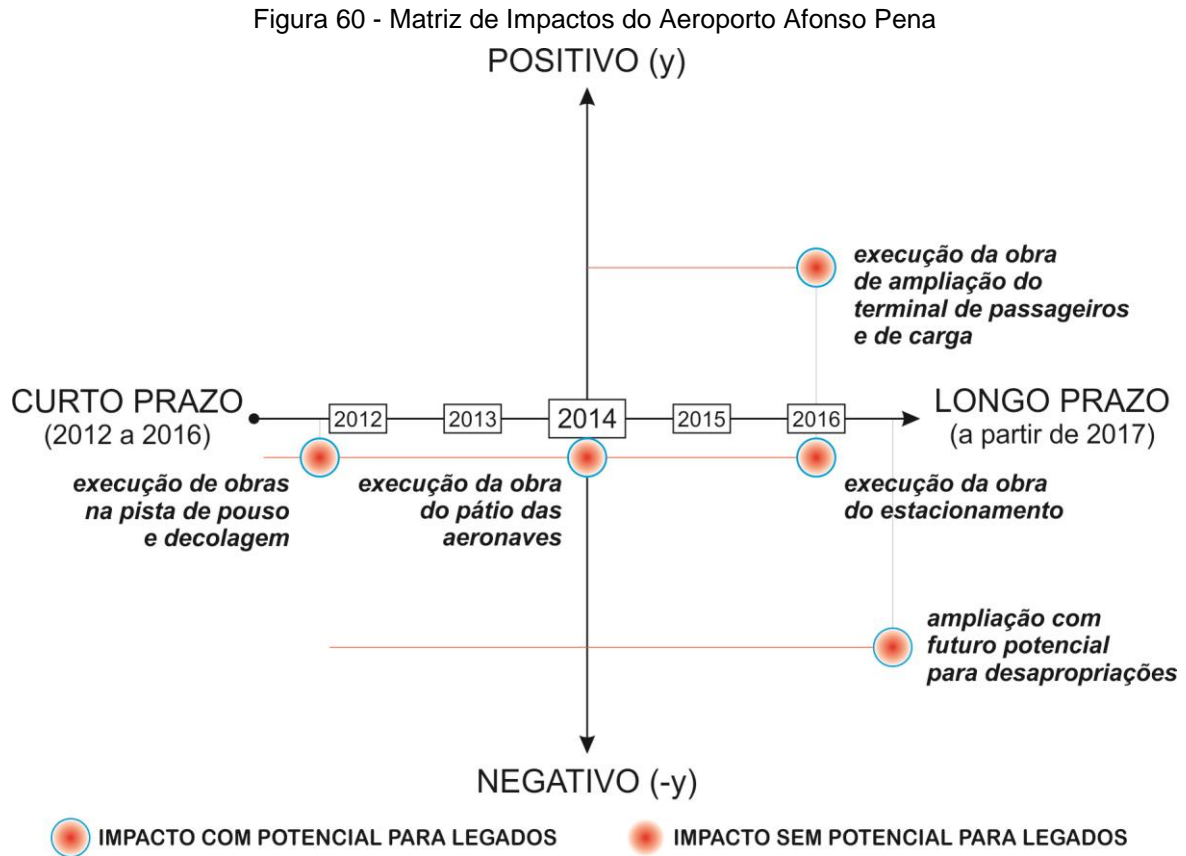 Figura 60 - Matriz de Impactos do Aeroporto Afonso Pena
POSITIVO (y)
execução da obra
de ampliação do
terminal de passageiros
e de carga
CURTO PRAZO
(2012 a 2016)
2012
2013
2014
2015
2016
LONGO PRAZO
(a partir de 2017)
execução de obras
na pista de pouso
e decolagem
execução da obra
do pátio das
aeronaves
execução da obra
do estacionamento
ampliação com
futuro potencial
para desapropriações
NEGATIVO (-y)
IMPACTO COM POTENCIAL PARA LEGADOS
IMPACTO SEM POTENCIAL PARA LEGADOS